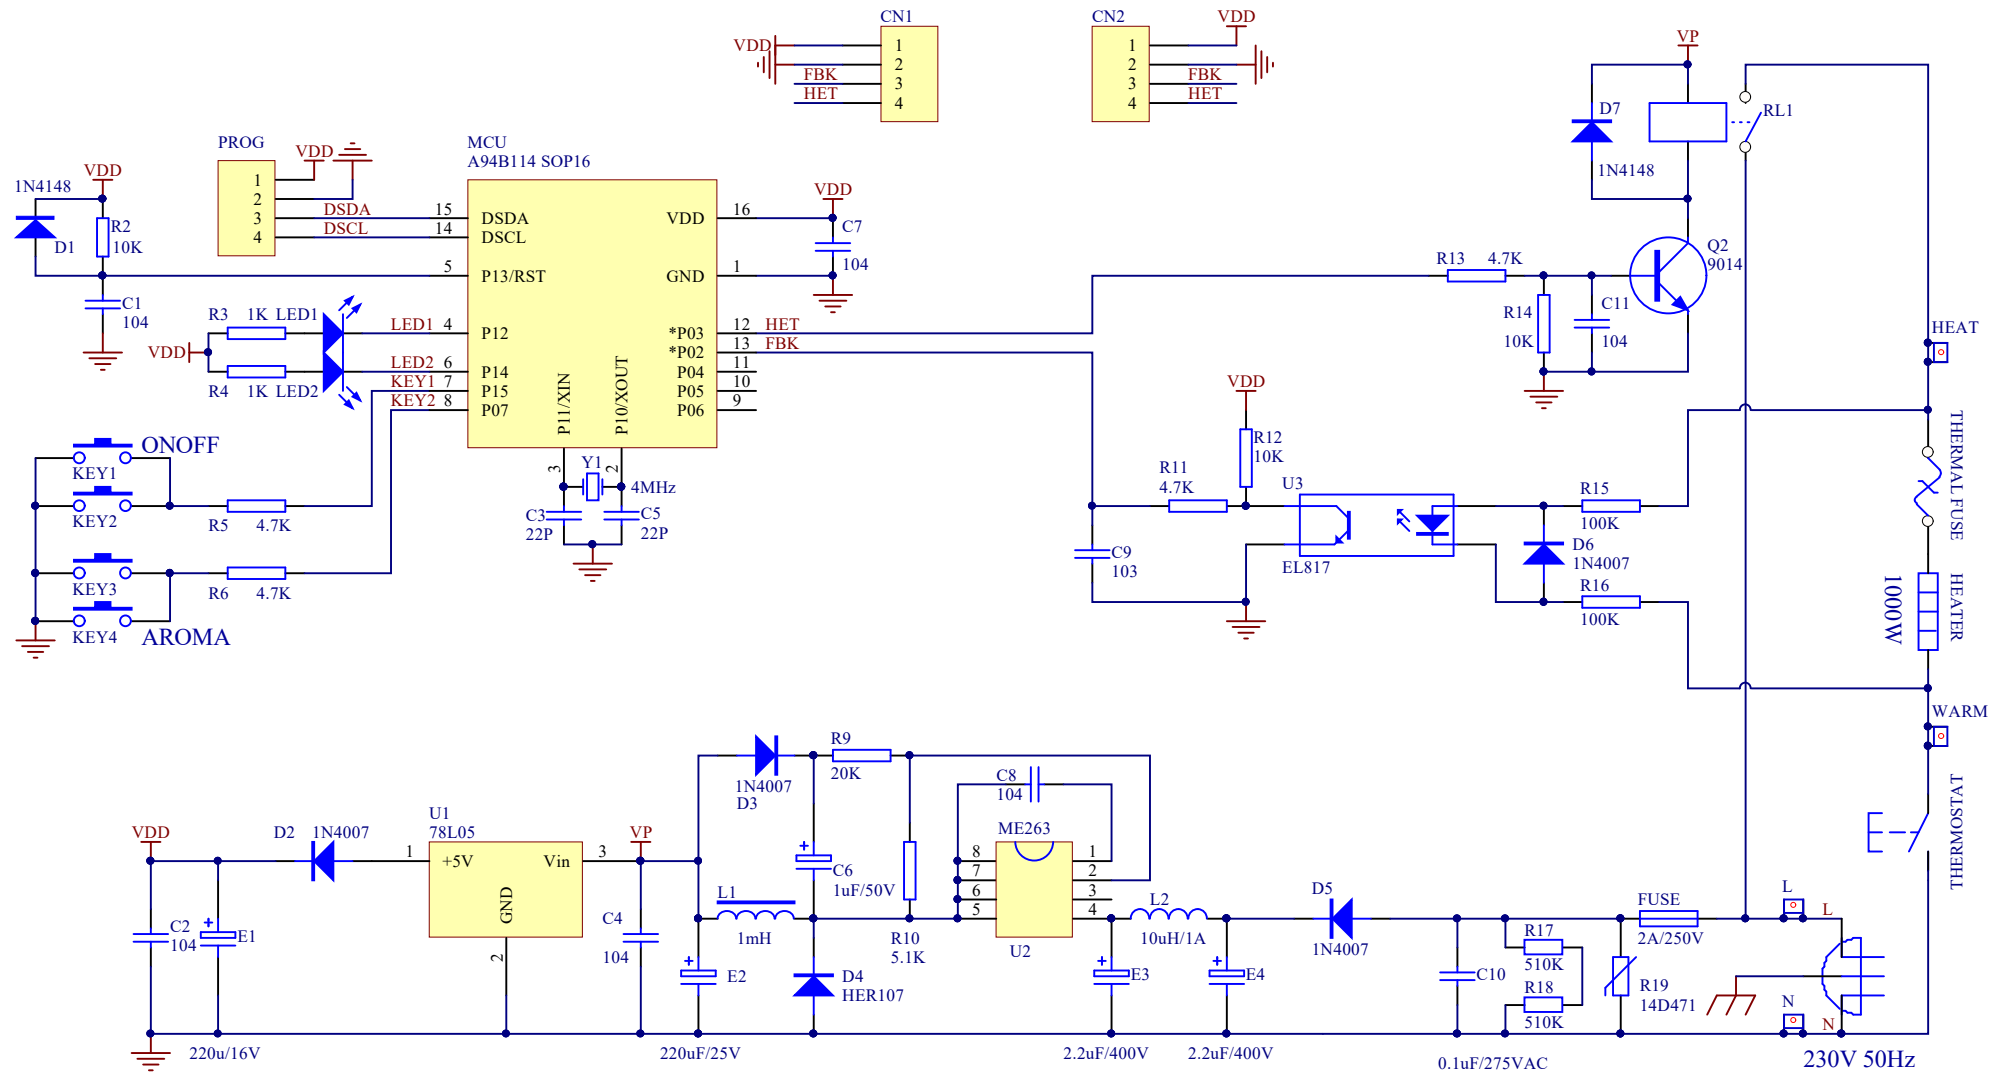 CN1
VDD
1
2
FBK
3
HET
4
CN2
VDD
1
2
3
FBK
4
HET
VP
D7
1N4148
RL1
PROG
VDD
1
2
3
DSDA
4
DSCL
MCU
A94B114 SOP16
15
DSDA
14
DSCL
5
P13/RST
LED1
4
P12
LED2
6
P14
KEY1
7
P15
KEY2
8
P07
VDD
16
GND
1
*P03
12
HET
*P02
13
FBK
P04
11
P05
10
P06
9
P11/XIN
P10/XOUT
3
2
VDD
C7
104
1N4148
D1
VDD
R2
10K
C1
104
R3
1K
LED1
VDD
R4
1K
LED2
Y1
4MHz
C3
22P
C5
22P
ONOFF
KEY1
KEY2
R5
4.7K
KEY3
R6
4.7K
KEY4
AROMA
R13
4.7K
Q2
9014
R14
10K
C11
104
HEAT
VDD
R12
10K
R11
4.7K
U3
EL817
C9
103
R15
100K
D6
1N4007
R16
100K
THERMAL FUSE
HEATER
1000W
WARM
THERMOSTAT
VDD
D2
1N4007
U1
78L05
1
+5V
Vin
3
GND
2
VP
C2
104
E1
220u/16V
C4
104
E2
220uF/25V
L1
1mH
1N4007
D3
R9
20K
C6
1uF/50V
D4
HER107
R10
5.1K
C8
104
ME263
8
7
6
5
1
2
3
4
U2
L2
10uH/1A
E3
2.2uF/400V
E4
2.2uF/400V
D5
1N4007
C10
0.1uF/275VAC
R17
510K
R18
510K
FUSE
2A/250V
R19
14D471
L
L
N
N
230V 50Hz